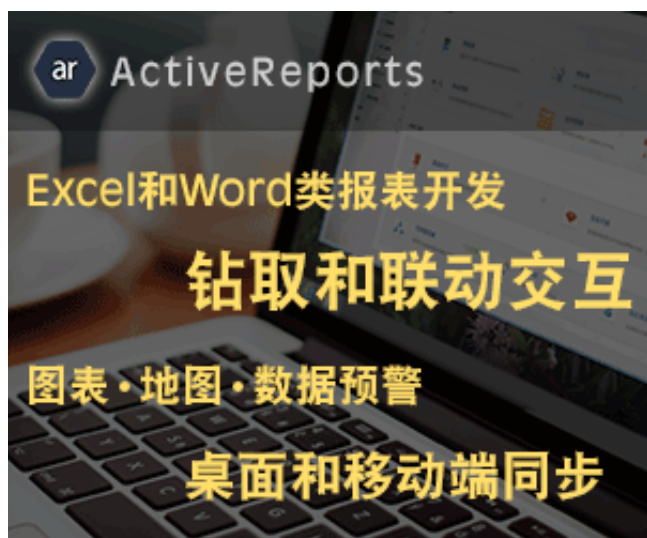 ar ActiveReports
Excel和Word类报表开发
钻取和联动交互
图表·地图·数据预警
桌面和移动端同步